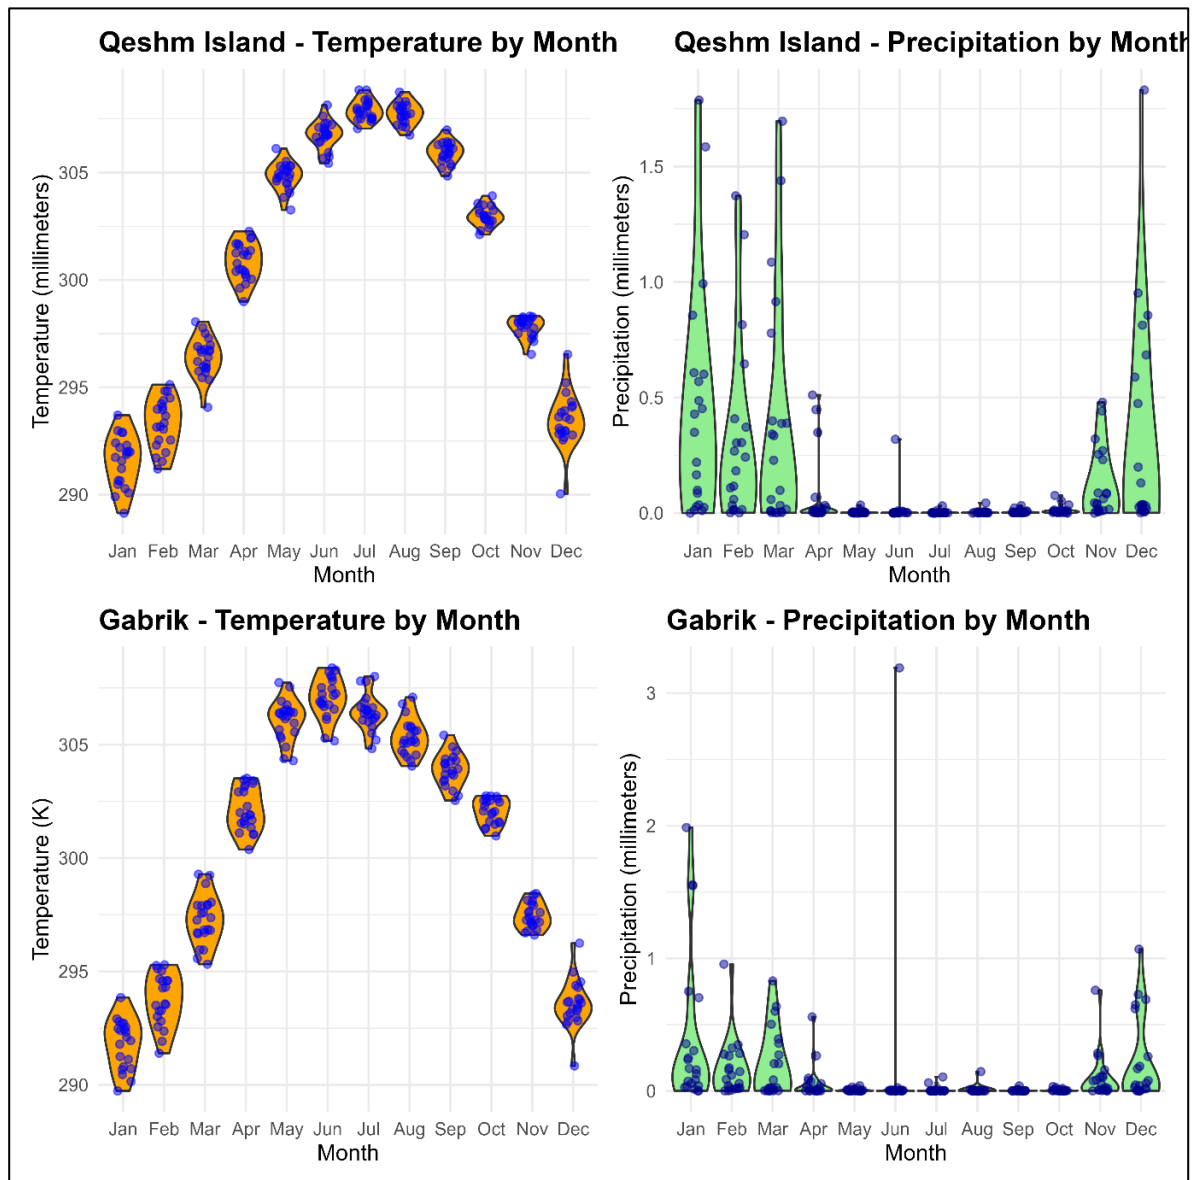 Qeshm Island - Temperature by Month
Temperature (millimeters)
305
300
295
290
Jan Feb Mar Apr May Jun Jul Aug Sep Oct Nov Dec
Month
Qeshm Island - Precipitation by Month
Precipitation (millimeters)
1.5
1.0
0.5
0.0
Jan Feb Mar Apr May Jun Jul Aug Sep Oct Nov Dec
Month
Gabrik - Temperature by Month
Temperature (K)
305
300
295
290
Jan Feb Mar Apr May Jun Jul Aug Sep Oct Nov Dec
Month
Gabrik - Precipitation by Month
Precipitation (millimeters)
3
2
1
0
Jan Feb Mar Apr May Jun Jul Aug Sep Oct Nov Dec
Month